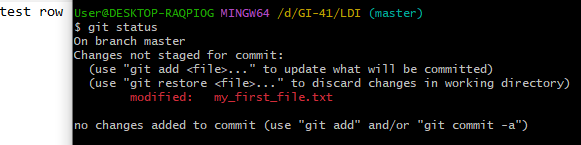 test row
User@DESKTOP-RAQPIOG MINGW64 /d/GI-41/LDI (master)
$ git status
On branch master
Changes not staged for commit:
  (use "git add <file>..." to update what will be committed)
  (use "git restore <file>..." to discard changes in working directory)
        modified:   my_first_file.txt

no changes added to commit (use "git add" and/or "git commit -a")